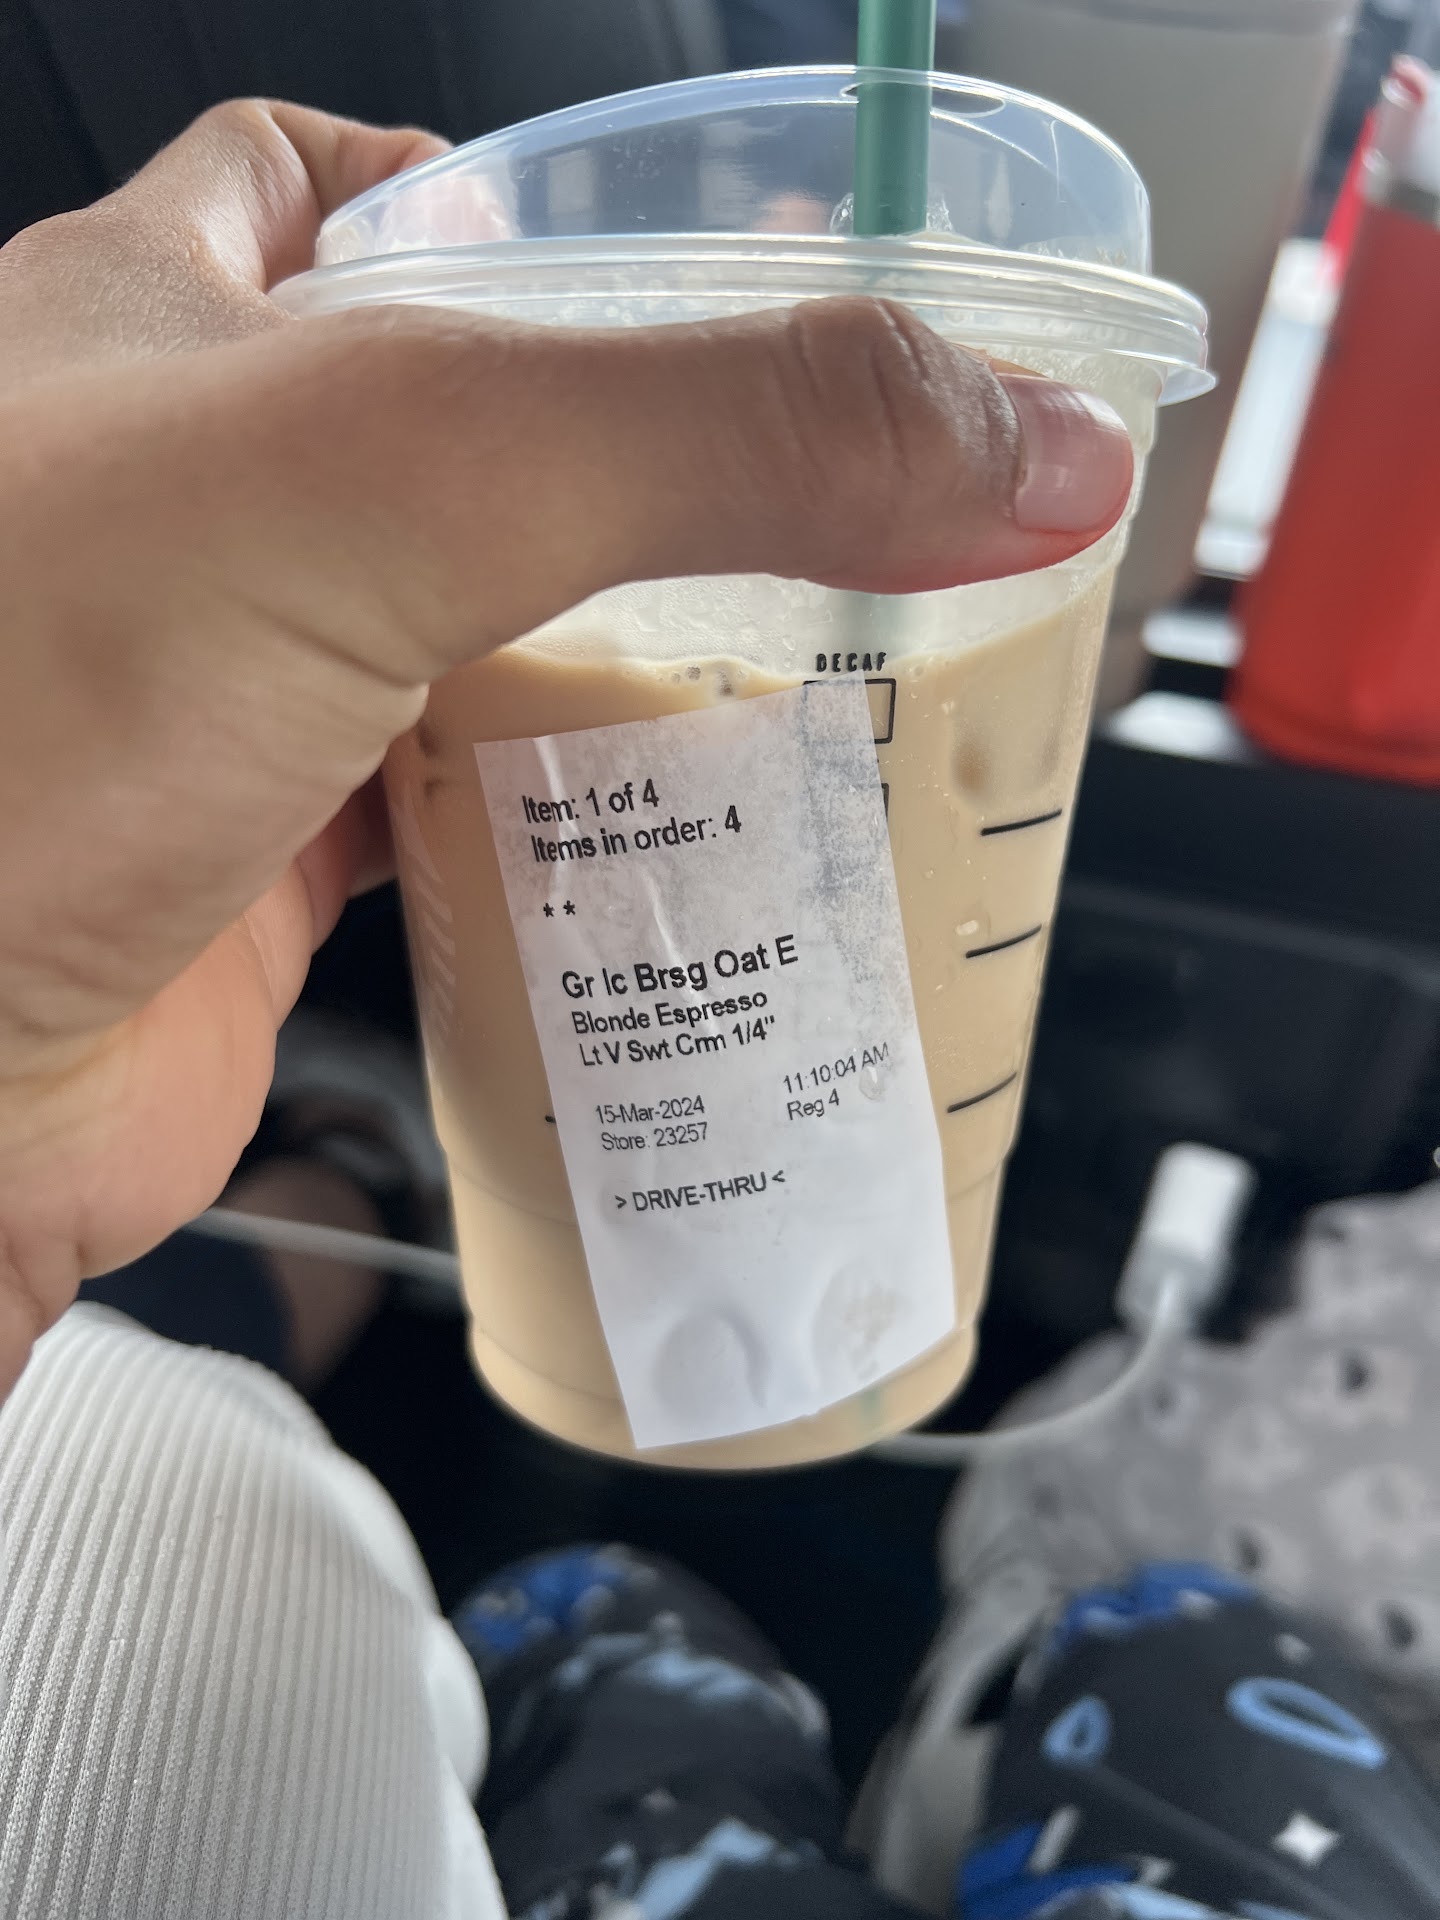 DECAF
Item: 1 of 4
Items in order: 4
* *
Gr Ic Brsg Oat E
Blonde Espresso
Lt V Swt Crm 1/4"
15-Mar-2024 11:10:04 AM
Store: 23257 Reg 4
> DRIVE-THRU <